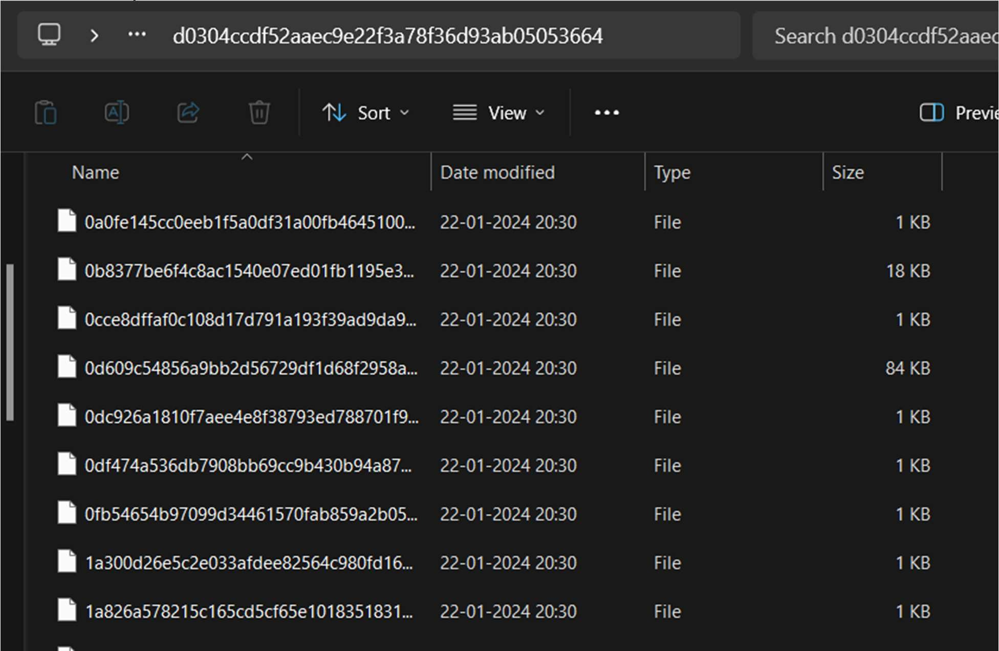 d0304ccdf52aaec9e22f3a78f36d93ab05053664 Search d0304ccdf52aaec
Sort View ••• Previe
Name Date modified Type Size
0a0fe145cc0eeb1f5a0df31a00fb4645100... 22-01-2024 20:30 File 1 KB
0b8377be6f4c8ac1540e07ed01fb1195e3... 22-01-2024 20:30 File 18 KB
0cce8dffaf0c108d17d791a193f39ad9da9... 22-01-2024 20:30 File 1 KB
0d609c54856a9bb2d56729df1d68f2958a... 22-01-2024 20:30 File 84 KB
0dc926a1810f7aee4e8f38793ed788701f9... 22-01-2024 20:30 File 1 KB
0df474a536db7908bb69cc9b430b94a87... 22-01-2024 20:30 File 1 KB
0fb54654b97099d34461570fab859a2b05... 22-01-2024 20:30 File 1 KB
1a300d26e5c2e033afdee82564c980fd16... 22-01-2024 20:30 File 1 KB
1a826a578215c165cd5cf65e1018351831... 22-01-2024 20:30 File 1 KB